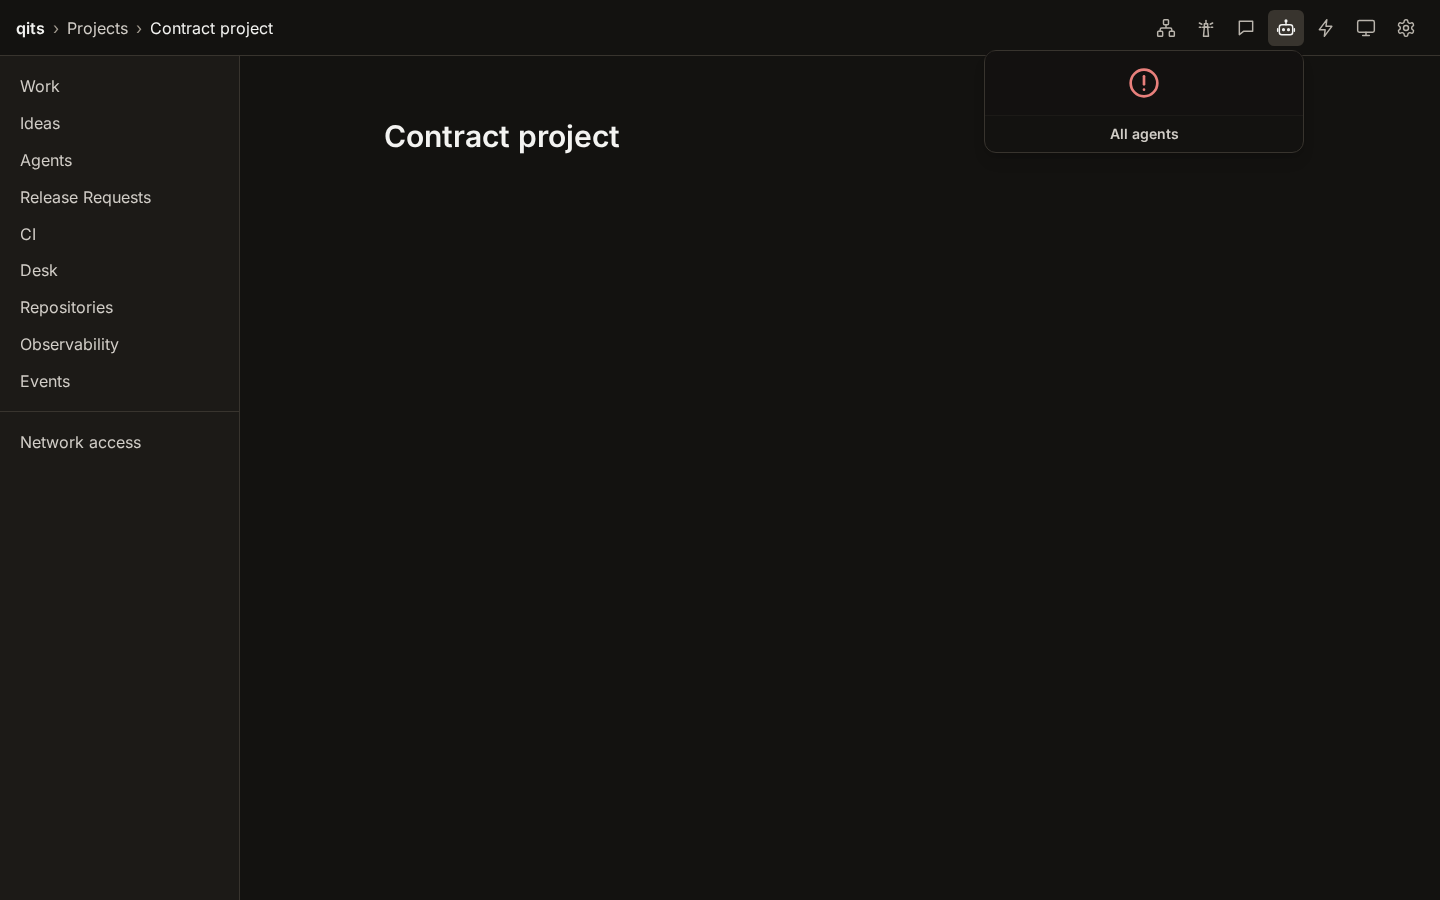 qits › Projects › Contract project
Work
Ideas
Agents
Release Requests
CI
Desk
Repositories
Observability
Events
Network access
Contract project
All agents